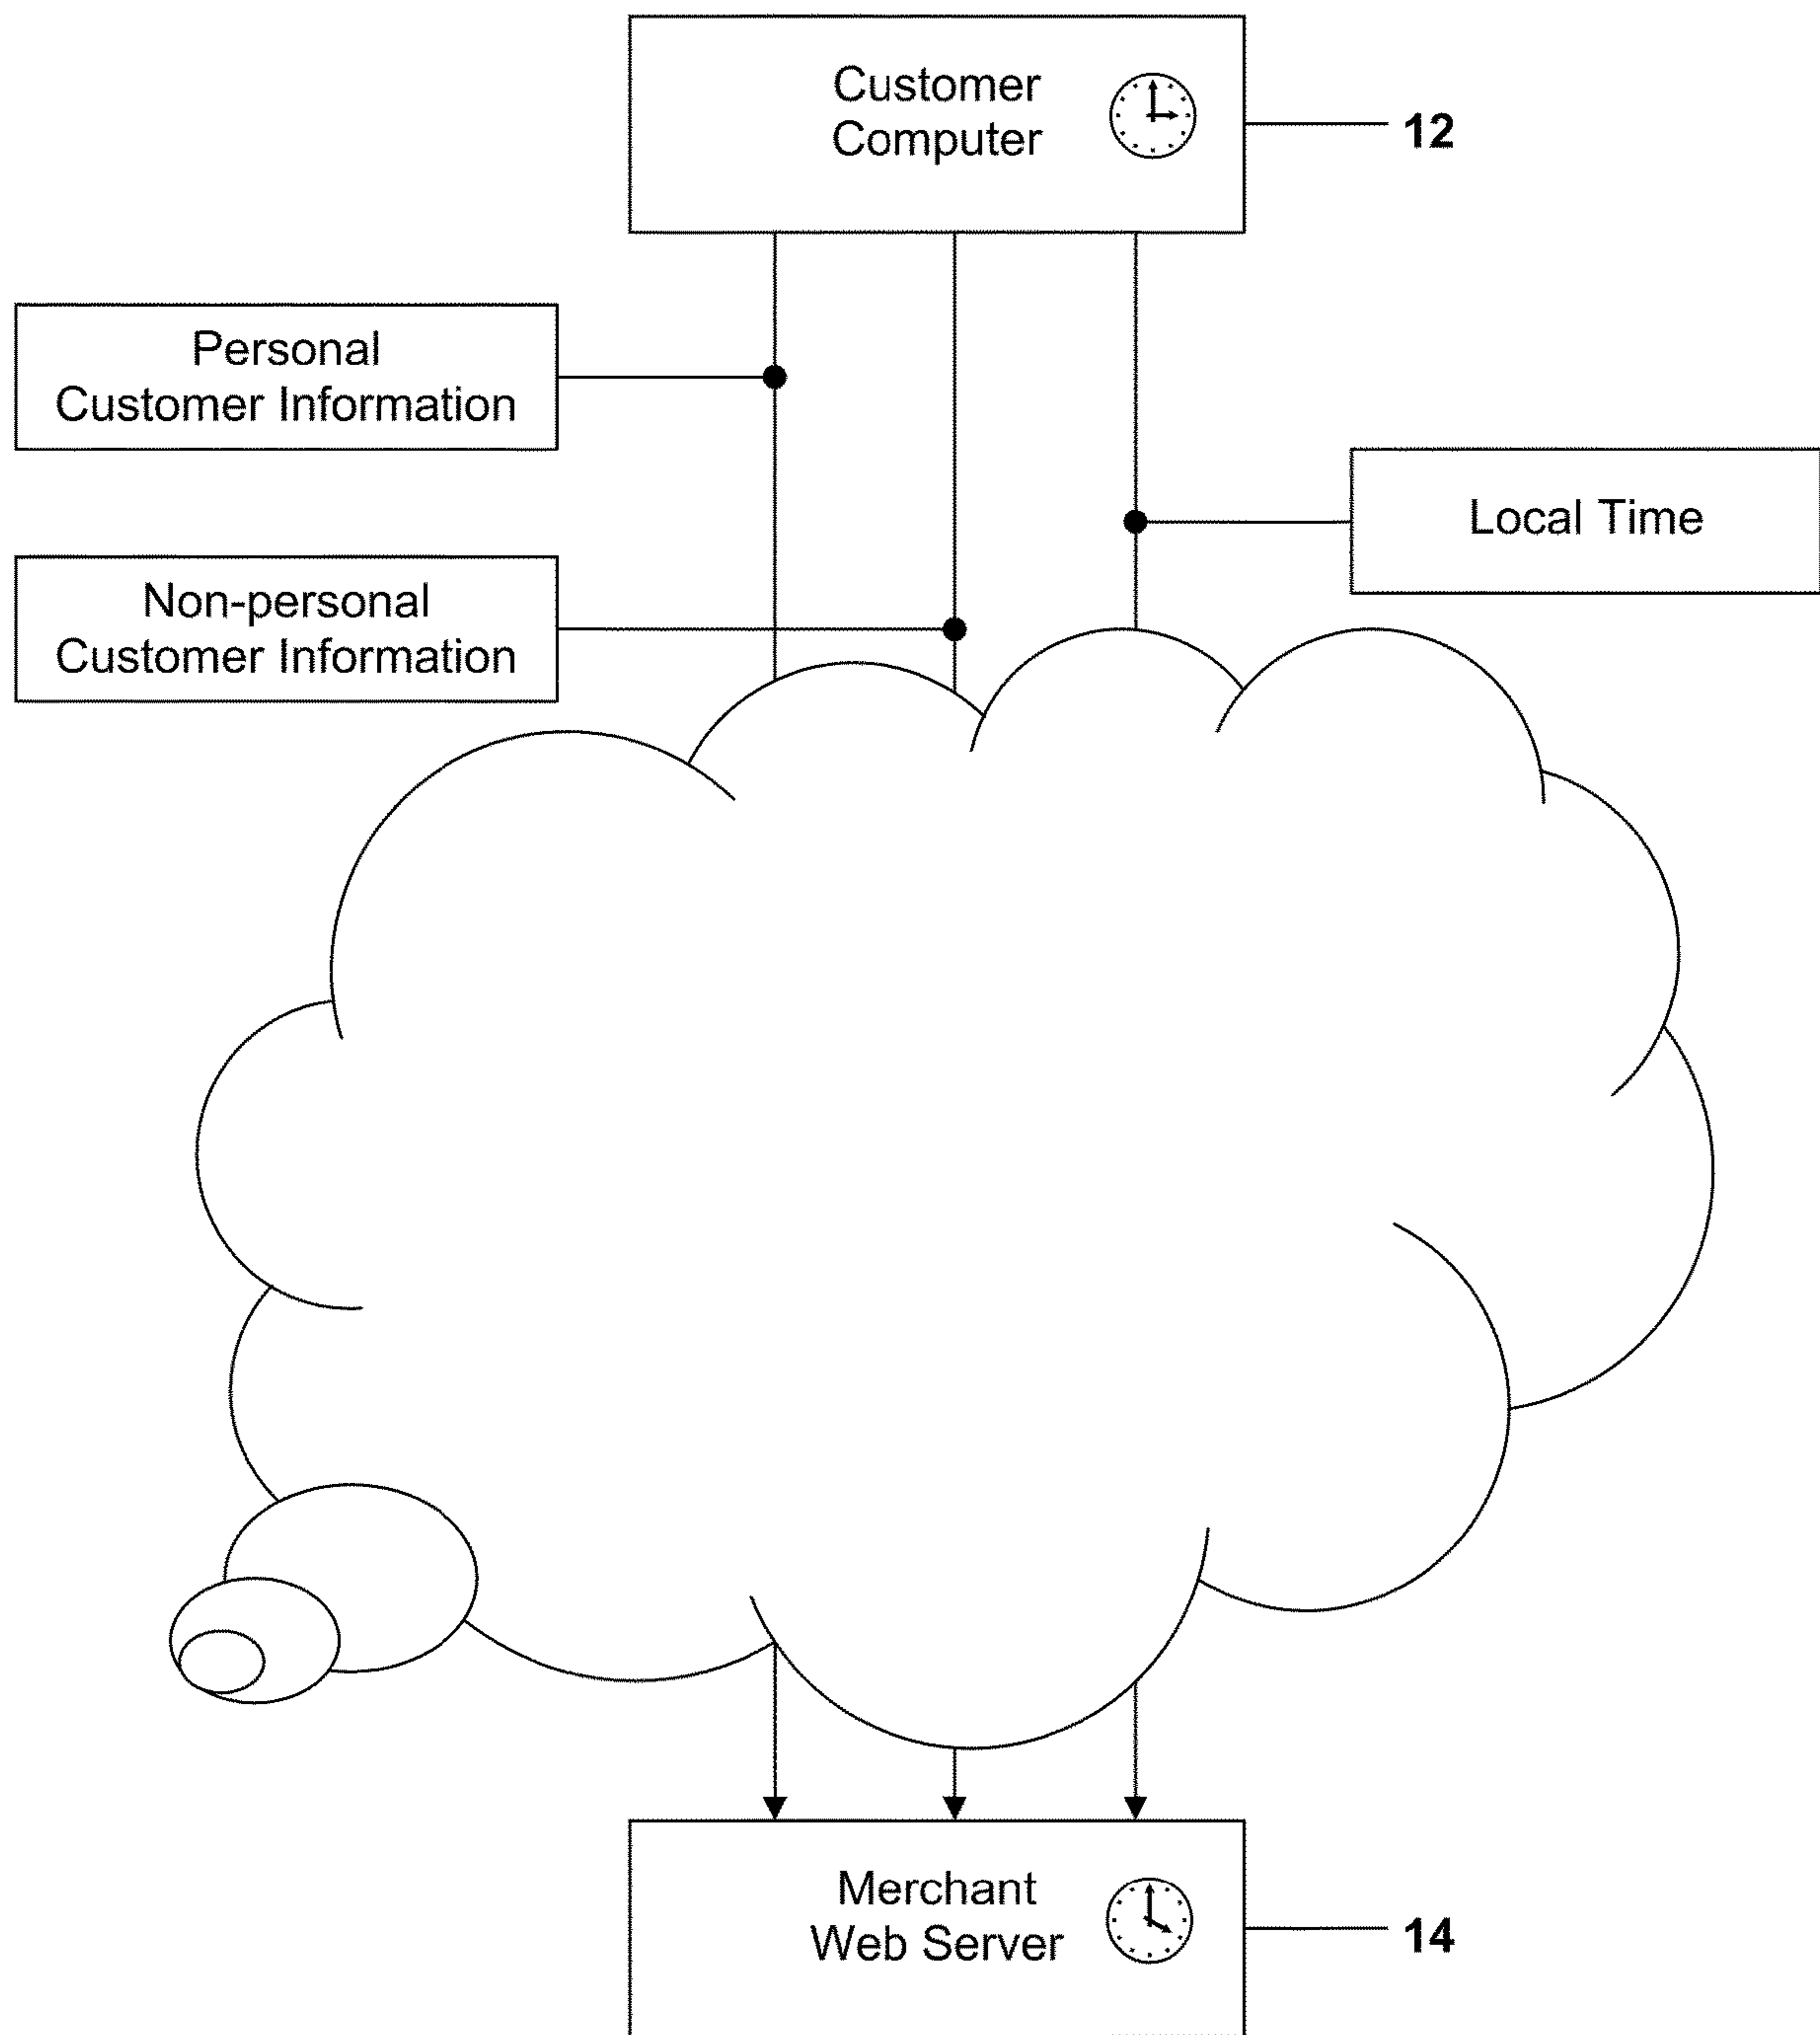 Customer
Computer
12
Personal
Customer Information
Local Time
Non-personal
Customer Information
Merchant
Web Server
14